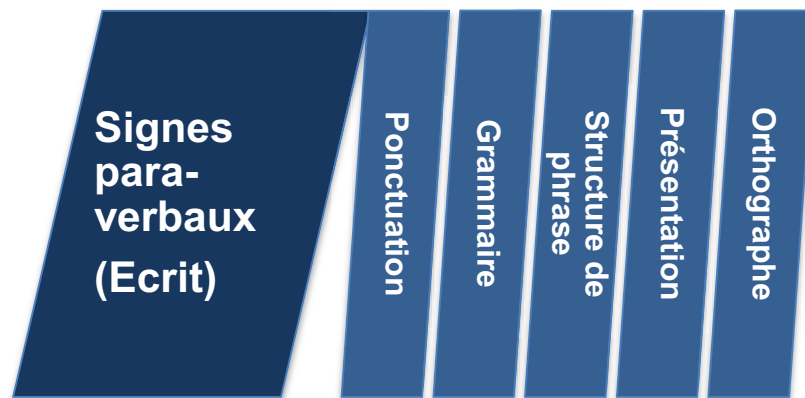 Signes
para-
verbaux
(Ecrit)
Ponctuation
Grammaire
Structure de
phrase
Présentation
Orthographe